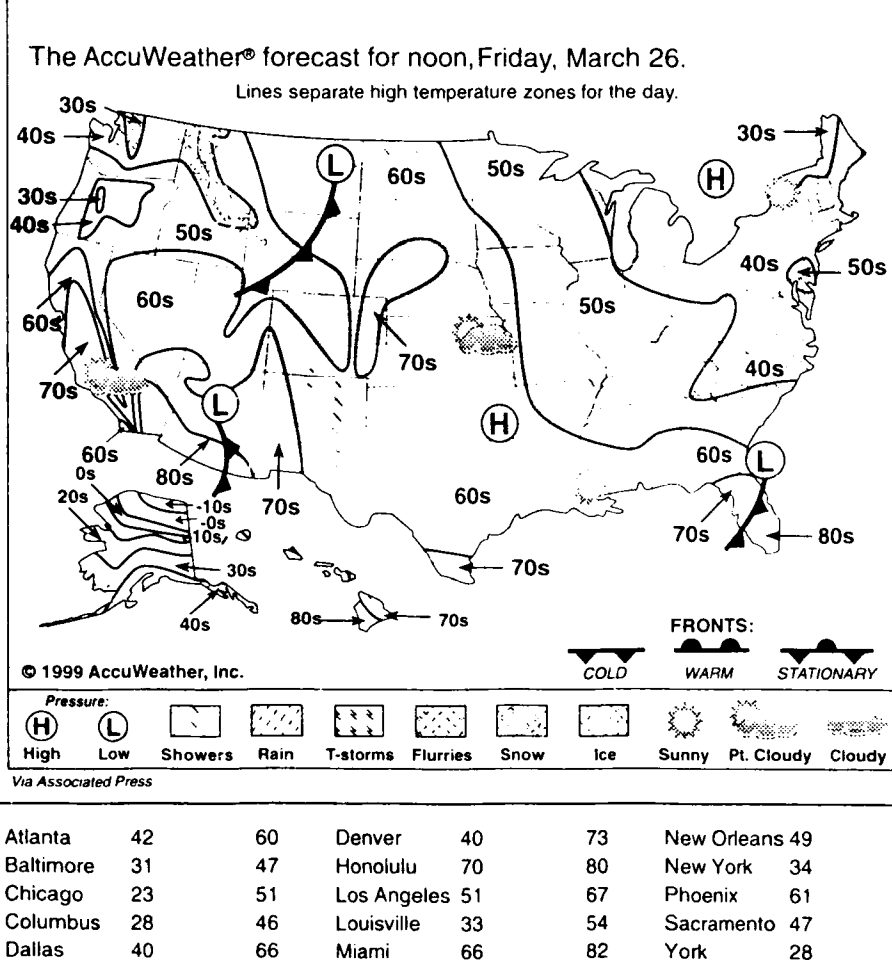 The AccuWeather® forecast for noon, Friday, March 26.
Lines separate high temperature zones for the day.
30s
40s
30s
40s
50s
60s
60s
70s
60s
L
60s
50s
H
30s
40s
50s
50s
70s
40s
L
H
80s
70s
60s
60s
L
70s
80s
70s
0s
20s
-10s
-0s
10s
30s
40s
80s
70s
FRONTS:
COLD WARM STATIONARY
© 1999 AccuWeather, Inc.
Pressure:
H L
High Low Showers Rain T-storms Flurries Snow Ice Sunny Pt. Cloudy Cloudy
Via Associated Press
Atlanta 42 60 Denver 40 73 New Orleans 49
Baltimore 31 47 Honolulu 70 80 New York 34
Chicago 23 51 Los Angeles 51 67 Phoenix 61
Columbus 28 46 Louisville 33 54 Sacramento 47
Dallas 40 66 Miami 66 82 York 28